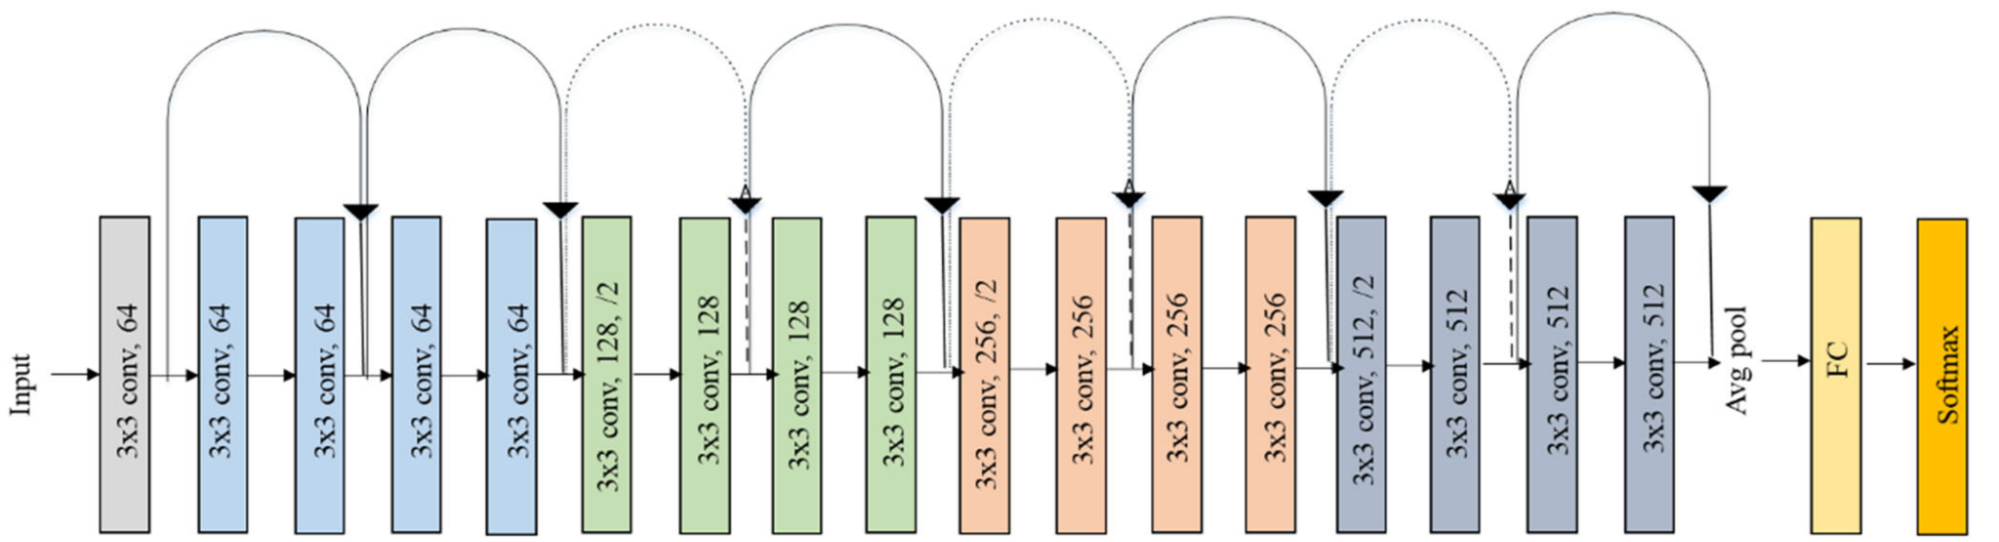 Input
3x3 conv, 64
3x3 conv, 64
3x3 conv, 64
3x3 conv, 64
3x3 conv, 64
3x3 conv, 128, /2
3x3 conv, 128
3x3 conv, 128
3x3 conv, 128
3x3 conv, 256, /2
3x3 conv, 256
3x3 conv, 256
3x3 conv, 256
3x3 conv, 512, /2
3x3 conv, 512
3x3 conv, 512
3x3 conv, 512
Avg pool
FC
Softmax